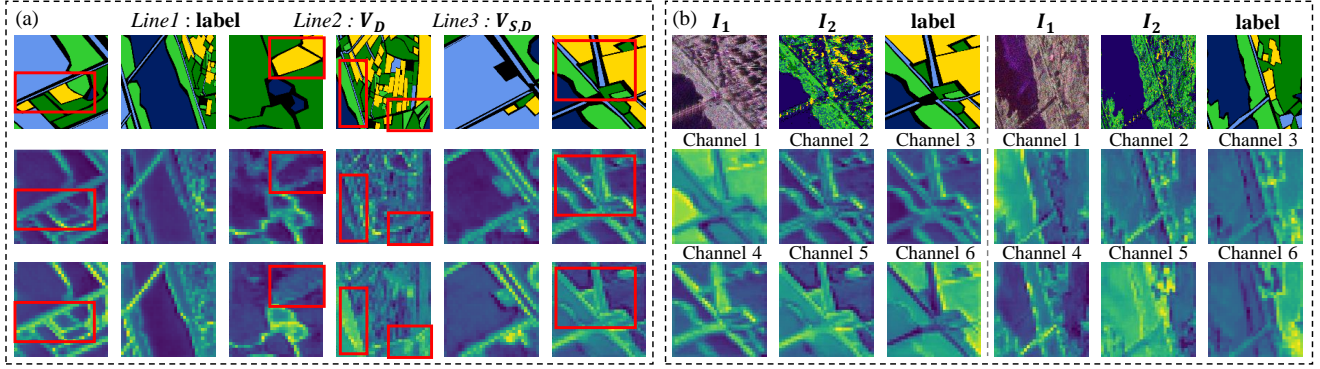 (a) Line1 : label Line2 : V_D Line3 : V_{S,D}
(b) I_1 I_2 label I_1 I_2 label
Channel 1 Channel 2 Channel 3 Channel 1 Channel 2 Channel 3
Channel 4 Channel 5 Channel 6 Channel 4 Channel 5 Channel 6